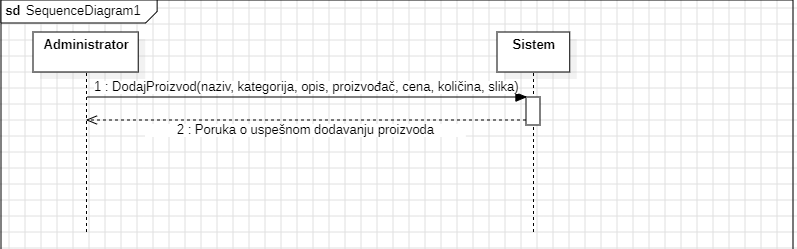 sd SequenceDiagram1
Administrator
Sistem
1 : DodajProizvod(naziv, kategorija, opis, proizvođač, cena, količina, slika)
2 : Poruka o uspešnom dodavanju proizvoda